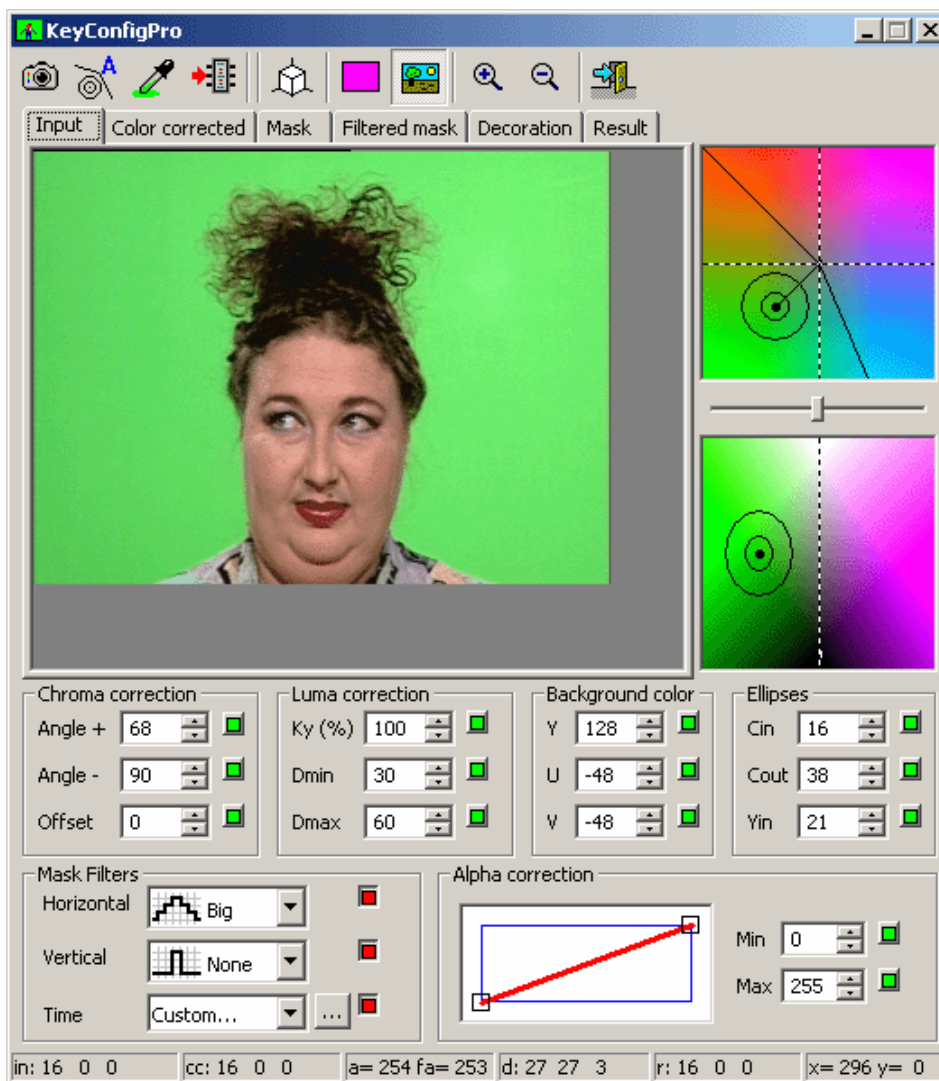 KeyConfigPro
A
Input Color corrected Mask Filtered mask Decoration Result
Chroma correction
Angle + 68
Angle - 90
Offset 0
Luma correction
Ky (%) 100
Dmin 30
Dmax 60
Background color
Y 128
U -48
V -48
Ellipses
Cin 16
Cout 38
Yin 21
Mask Filters
Horizontal Big
Vertical None
Time Custom... ...
Alpha correction
Min 0
Max 255
in: 16 0 0 cc: 16 0 0 a= 254 fa= 253 d: 27 27 3 r: 16 0 0 x= 296 y= 0